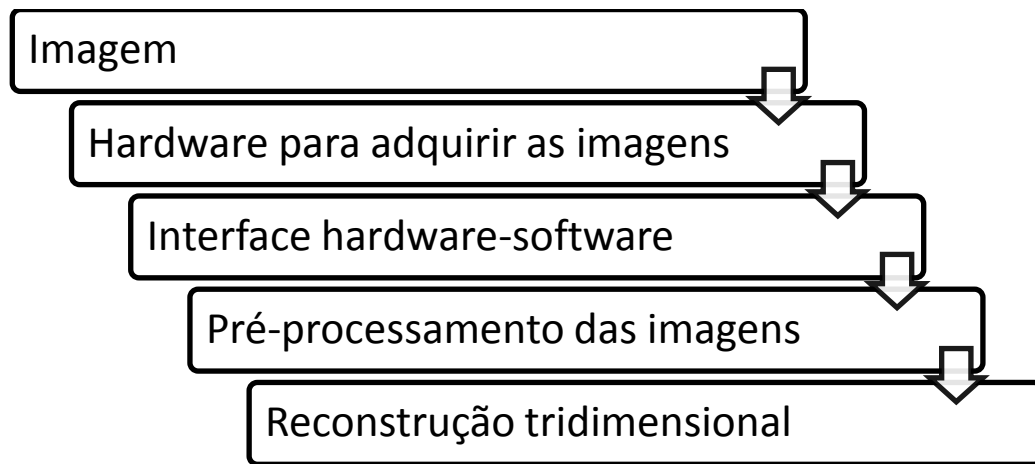 Imagem
Hardware para adquirir as imagens
Interface hardware-software
Pré-processamento das imagens
Reconstrução tridimensional